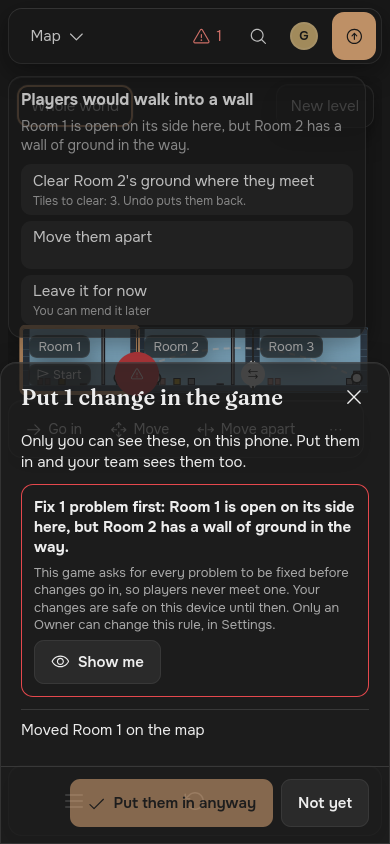 Map
1
G
Players would walk into a wall
Whole world
New level
Room 1 is open on its side here, but Room 2 has a
wall of ground in the way.
Clear Room 2's ground where they meet
Tiles to clear: 3. Undo puts them back.
Move them apart
Leave it for now
You can mend it later
Room 1
Room 2
Room 3
Start
Put 1 change in the game
Go in
Move
Move apart
Only you can see these, on this phone. Put them
in and your team sees them too.
Fix 1 problem first: Room 1 is open on its side
here, but Room 2 has a wall of ground in the
way.
This game asks for every problem to be fixed before
changes go in, so players never meet one. Your
changes are safe on this device until then. Only an
Owner can change this rule, in Settings.
Show me
Moved Room 1 on the map
Put them in anyway
Not yet